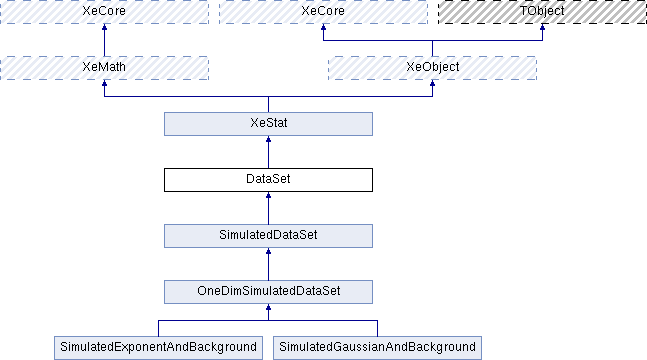 XeCore
XeCore
TObject
XeMath
XeObject
XeStat
DataSet
SimulatedDataSet
OneDimSimulatedDataSet
SimulatedExponentAndBackground
SimulatedGaussianAndBackground